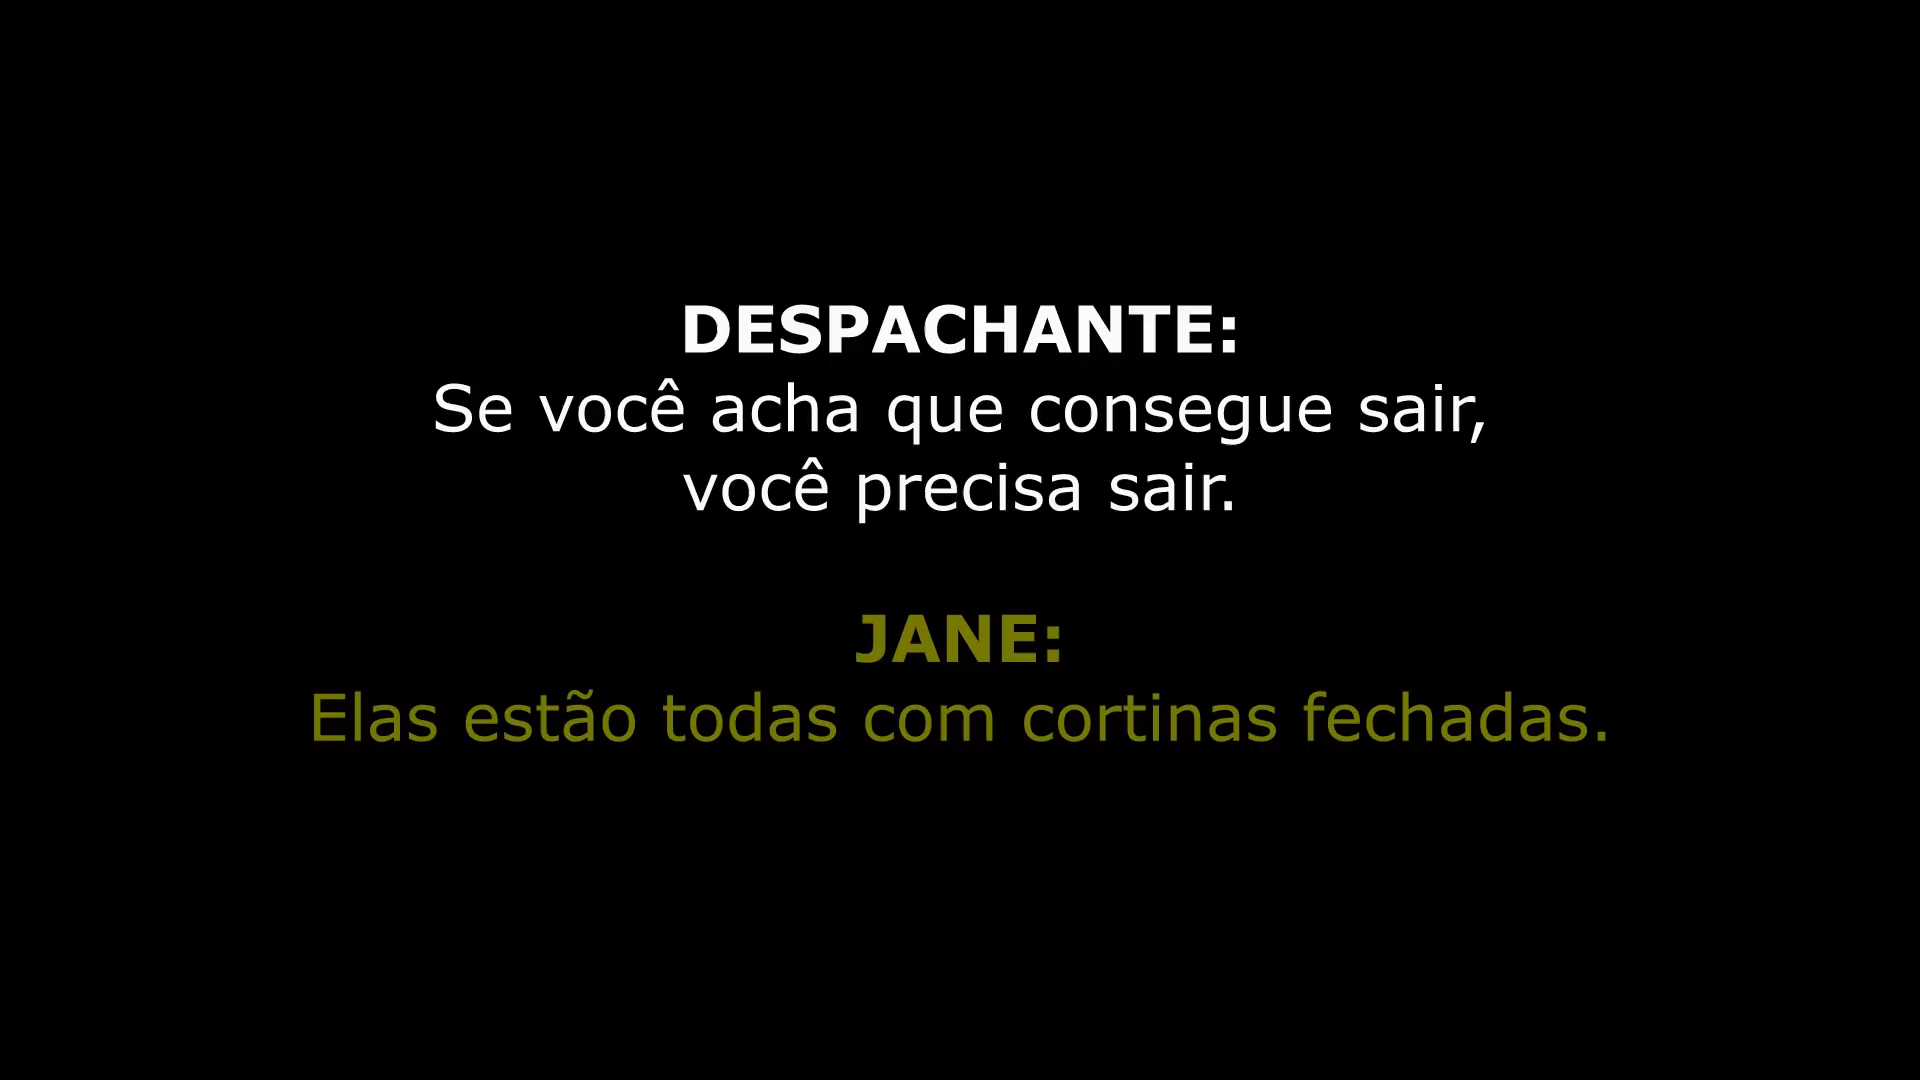 DESPACHANTE:
Se você acha que consegue sair,
você precisa sair.
JANE:
Elas estão todas com cortinas fechadas.